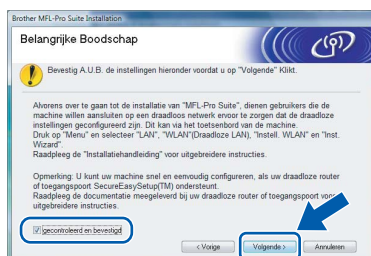 Brother MFL-Pro Suite Installation
Belangrijke Boodschap
Bevestig A.U.B. de instellingen hieronder voordat u op "Volgende" Klikt.
Alvorens over te gaan tot de installatie van "MFL-Pro Suite", dienen gebruikers die de
machine willen aansluiten op een draadloos netwerk ervoor te zorgen dat de draadloze
instellingen geconfigureerd zijn. Dit kan via het toetsenbord van de machine.
Druk op "Menu" en selecteer "LAN", "WLAN"(Draadloze LAN), "Instell. WLAN" en "Inst.
Wizard".
Raadpleeg de "Installatiehandleiding" voor uitgebreidere instructies.
Opmerking: U kunt uw machine snel en eenvoudig configureren, als uw draadloze router
of toegangspoort SecureEasySetup(TM) ondersteunt.
Raadpleeg de documentatie meegeleverd bij uw draadloze router of toegangspoort voor
uitgebreidere instructies.
gecontroleerd en bevestigd
< Vorige
Volgende >
Annuleren